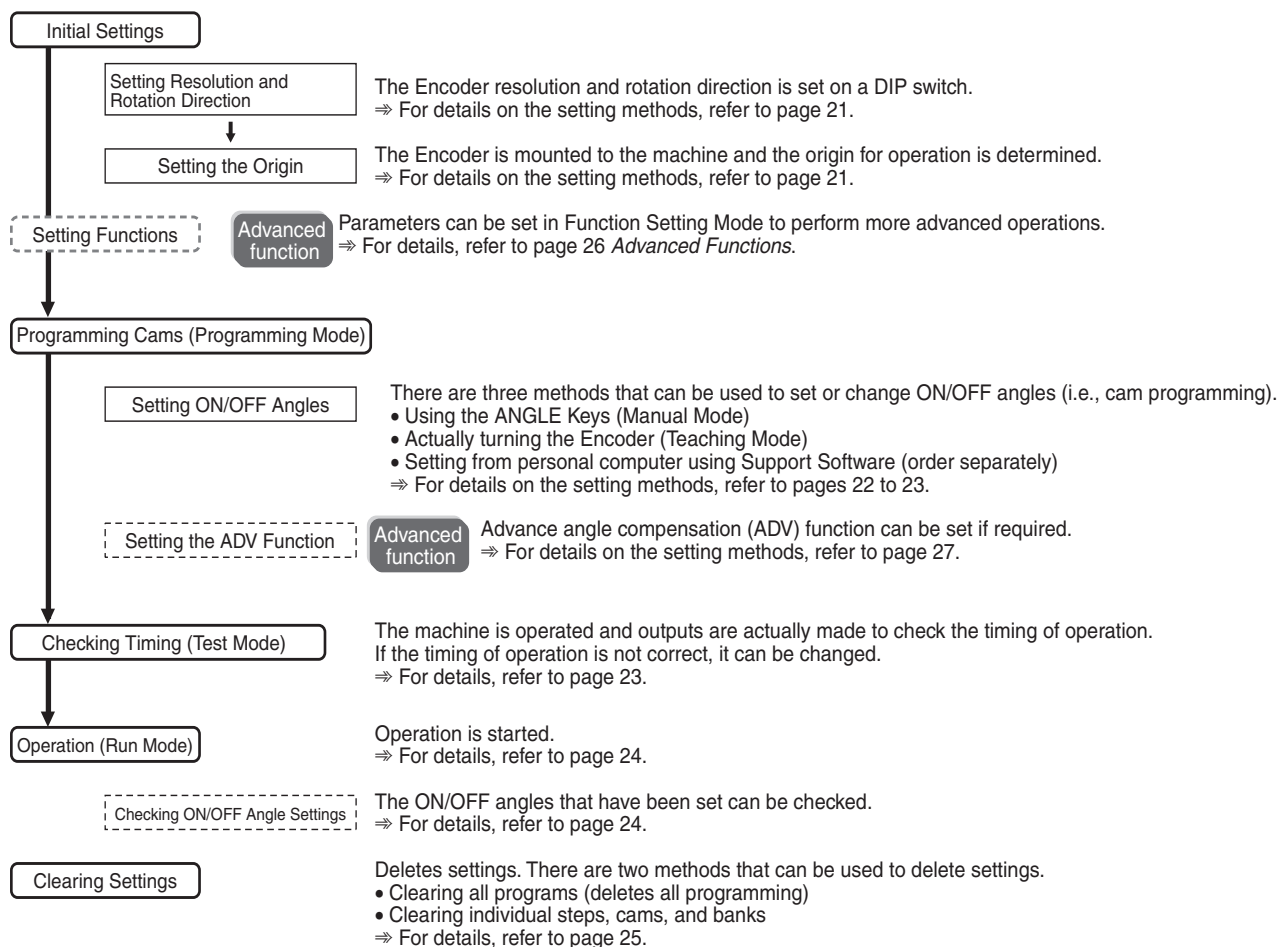 Initial Settings
Setting Resolution and
Rotation Direction
The Encoder resolution and rotation direction is set on a DIP switch.
⇒ For details on the setting methods, refer to page 21.
Setting the Origin
The Encoder is mounted to the machine and the origin for operation is determined.
⇒ For details on the setting methods, refer to page 21.
Setting Functions
Advanced
function
Parameters can be set in Function Setting Mode to perform more advanced operations.
⇒ For details, refer to page 26 Advanced Functions.
Programming Cams (Programming Mode)
Setting ON/OFF Angles
There are three methods that can be used to set or change ON/OFF angles (i.e., cam programming).
• Using the ANGLE Keys (Manual Mode)
• Actually turning the Encoder (Teaching Mode)
• Setting from personal computer using Support Software (order separately)
⇒ For details on the setting methods, refer to pages 22 to 23.
Setting the ADV Function
Advanced
function
Advance angle compensation (ADV) function can be set if required.
⇒ For details on the setting methods, refer to page 27.
Checking Timing (Test Mode)
The machine is operated and outputs are actually made to check the timing of operation.
If the timing of operation is not correct, it can be changed.
⇒ For details, refer to page 23.
Operation (Run Mode)
Operation is started.
⇒ For details, refer to page 24.
Checking ON/OFF Angle Settings
The ON/OFF angles that have been set can be checked.
⇒ For details, refer to page 24.
Clearing Settings
Deletes settings. There are two methods that can be used to delete settings.
• Clearing all programs (deletes all programming)
• Clearing individual steps, cams, and banks
⇒ For details, refer to page 25.